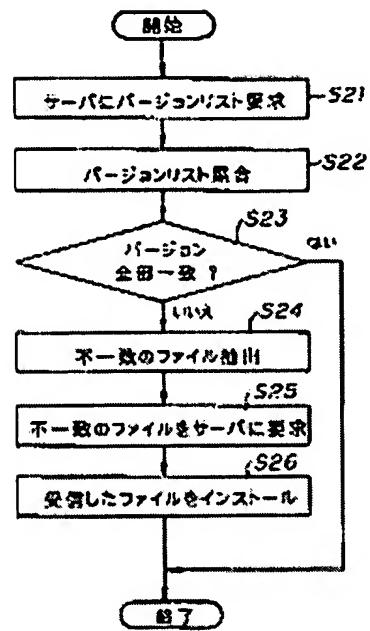 開始
サーバにバージョンリスト要求
S21
バージョンリスト照合
S22
S23
バージョン
全部一致？
はい
いいえ
S24
不一致のファイル抽出
S25
不一致のファイルをサーバに要求
S26
受信したファイルをインストール
終了